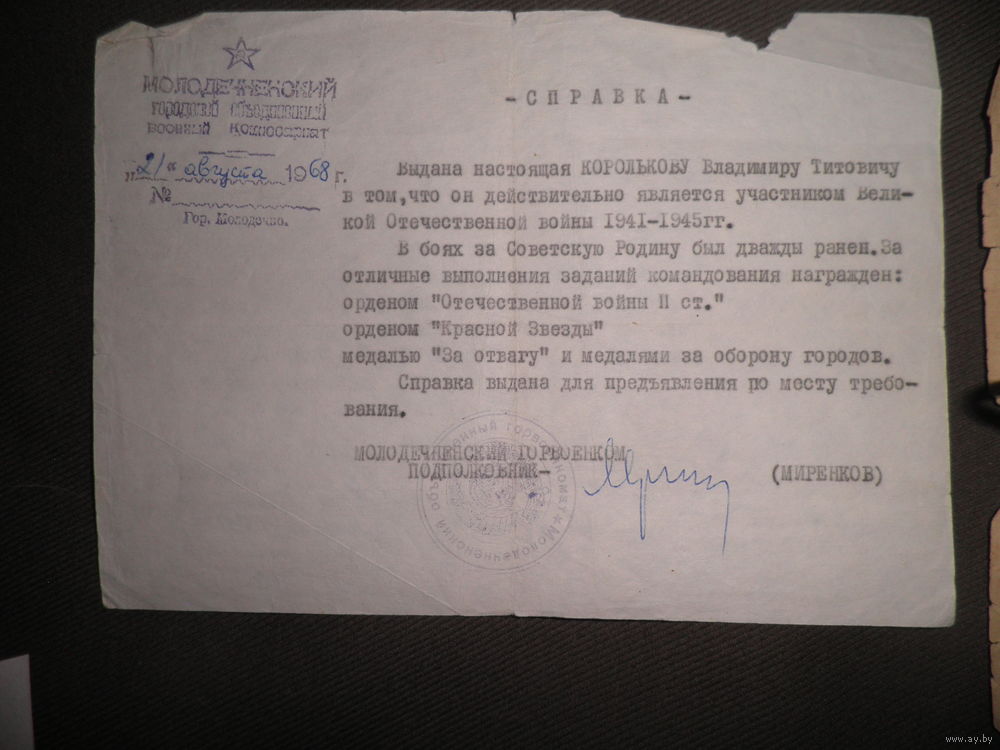 МОЛОДЕЧНЕНСКИЙ
городской объединенный
военный комиссариат
"21" августа 1968 г.
№
Гор. Молодечно.
-СПРАВКА-
Выдана настоящая КОРОЛЬКОВУ Владимиру Титовичу
в том,что он действительно является участником Вели-
кой Отечественной войны 1941-1945гг.
В боях за Советскую Родину был дважды ранен.За
отличные выполнения заданий командования награжден:
орденом "Отечественной войны II ст."
орденом "Красной Звезды"
медалью "За отвагу" и медалями за оборону городов.
Справка выдана для предъявления по месту требо-
вания.
МОЛОДЕЧНЕНСКИЙ ГОРВОЕНКОМ
ПОДПОЛКОВНИК-
(МИРЕНКОВ)
Молодечненский объединенный горвоенкомат
www.ay.by